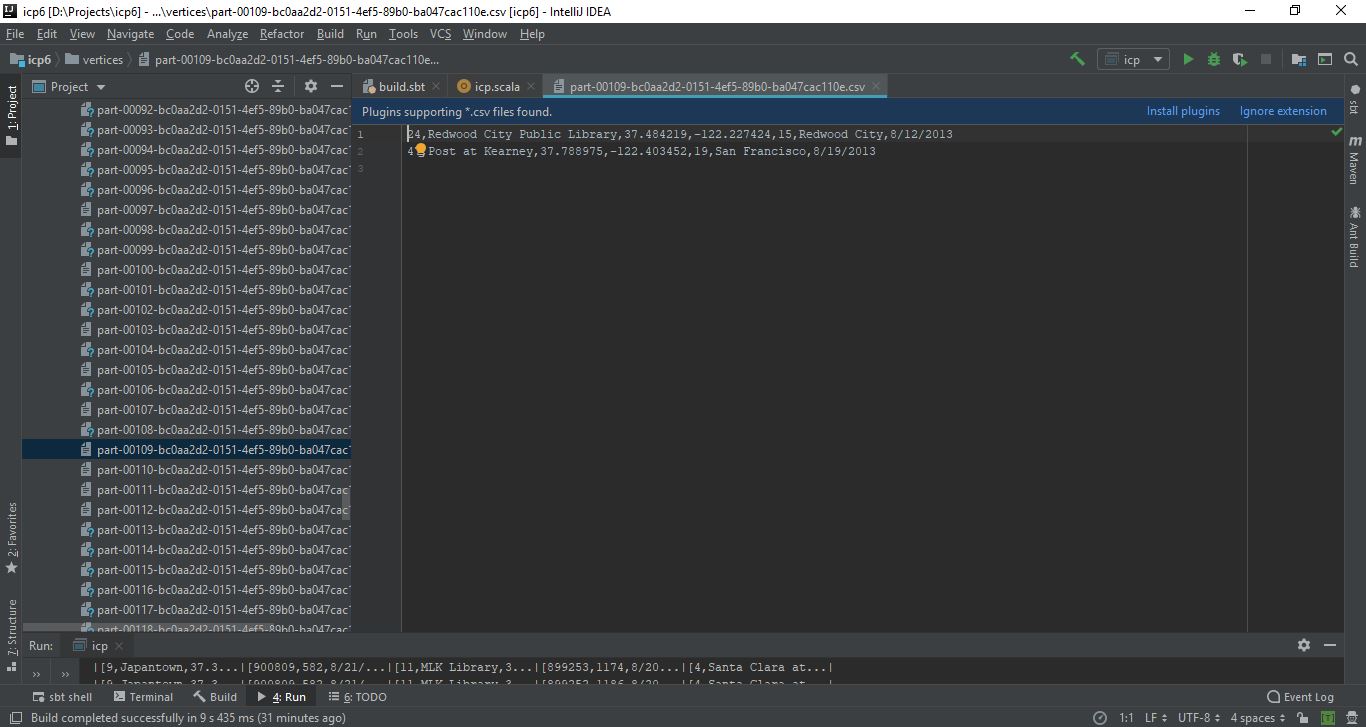 icp6 [D:\Projects\icp6] - ...\vertices\part-00109-bc0aa2d2-0151-4ef5-89b0-ba047cac110e.csv [icp6] - IntelliJ IDEA
File Edit View Navigate Code Analyze Refactor Build Run Tools VCS Window Help
icp6 vertices part-00109-bc0aa2d2-0151-4ef5-89b0-ba047cac110e... icp
Project build.sbt icp.scala part-00109-bc0aa2d2-0151-4ef5-89b0-ba047cac110e.csv
1: Project
part-00092-bc0aa2d2-0151-4ef5-89b0-ba047cac1
part-00093-bc0aa2d2-0151-4ef5-89b0-ba047cac1
part-00094-bc0aa2d2-0151-4ef5-89b0-ba047cac1
part-00095-bc0aa2d2-0151-4ef5-89b0-ba047cac1
part-00096-bc0aa2d2-0151-4ef5-89b0-ba047cac1
part-00097-bc0aa2d2-0151-4ef5-89b0-ba047cac1
part-00098-bc0aa2d2-0151-4ef5-89b0-ba047cac1
part-00099-bc0aa2d2-0151-4ef5-89b0-ba047cac1
part-00100-bc0aa2d2-0151-4ef5-89b0-ba047cac1
part-00101-bc0aa2d2-0151-4ef5-89b0-ba047cac1
part-00102-bc0aa2d2-0151-4ef5-89b0-ba047cac1
part-00103-bc0aa2d2-0151-4ef5-89b0-ba047cac1
part-00104-bc0aa2d2-0151-4ef5-89b0-ba047cac1
part-00105-bc0aa2d2-0151-4ef5-89b0-ba047cac1
part-00106-bc0aa2d2-0151-4ef5-89b0-ba047cac1
part-00107-bc0aa2d2-0151-4ef5-89b0-ba047cac1
part-00108-bc0aa2d2-0151-4ef5-89b0-ba047cac1
part-00109-bc0aa2d2-0151-4ef5-89b0-ba047cac1
part-00110-bc0aa2d2-0151-4ef5-89b0-ba047cac1
part-00111-bc0aa2d2-0151-4ef5-89b0-ba047cac
part-00112-bc0aa2d2-0151-4ef5-89b0-ba047cac
part-00113-bc0aa2d2-0151-4ef5-89b0-ba047cac1
part-00114-bc0aa2d2-0151-4ef5-89b0-ba047cac1
part-00115-bc0aa2d2-0151-4ef5-89b0-ba047cac1
part-00116-bc0aa2d2-0151-4ef5-89b0-ba047cac1
part-00117-bc0aa2d2-0151-4ef5-89b0-ba047cac1
part-00118-bc0aa2d2-0151-4ef5-89b0-ba047cac1
Plugins supporting *.csv files found. Install plugins Ignore extension
1 24,Redwood City Public Library,37.484219,-122.227424,15,Redwood City,8/12/2013
2 4 Post at Kearney,37.788975,-122.403452,19,San Francisco,8/19/2013
3
sbt
Maven
Ant Build
2: Favorites
7: Structure
Run: icp
|[9,Japantown,37.3...|[900809,582,8/21/...|[11,MLK Library,3...|[899253,1174,8/20...|[4,Santa Clara at...|
sbt shell Terminal Build 4: Run 6: TODO Event Log
Build completed successfully in 9 s 435 ms (31 minutes ago) 1:1 LF UTF-8 4 spaces